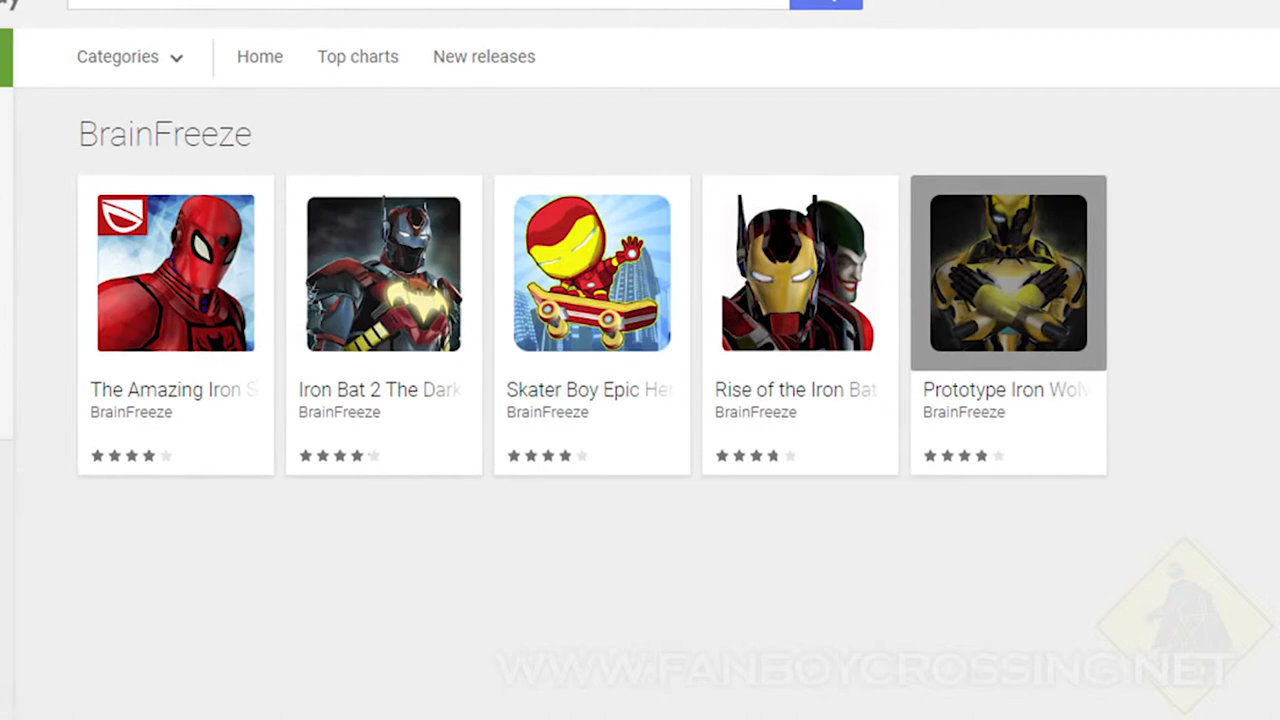 Categories
Home
Top charts
New releases
BrainFreeze
The Amazing Iron S
BrainFreeze
Iron Bat 2 The Dark
BrainFreeze
Skater Boy Epic He
BrainFreeze
Rise of the Iron Bat
BrainFreeze
Prototype Iron Wolv
BrainFreeze
WWW.FANBOYCROSSING.NET